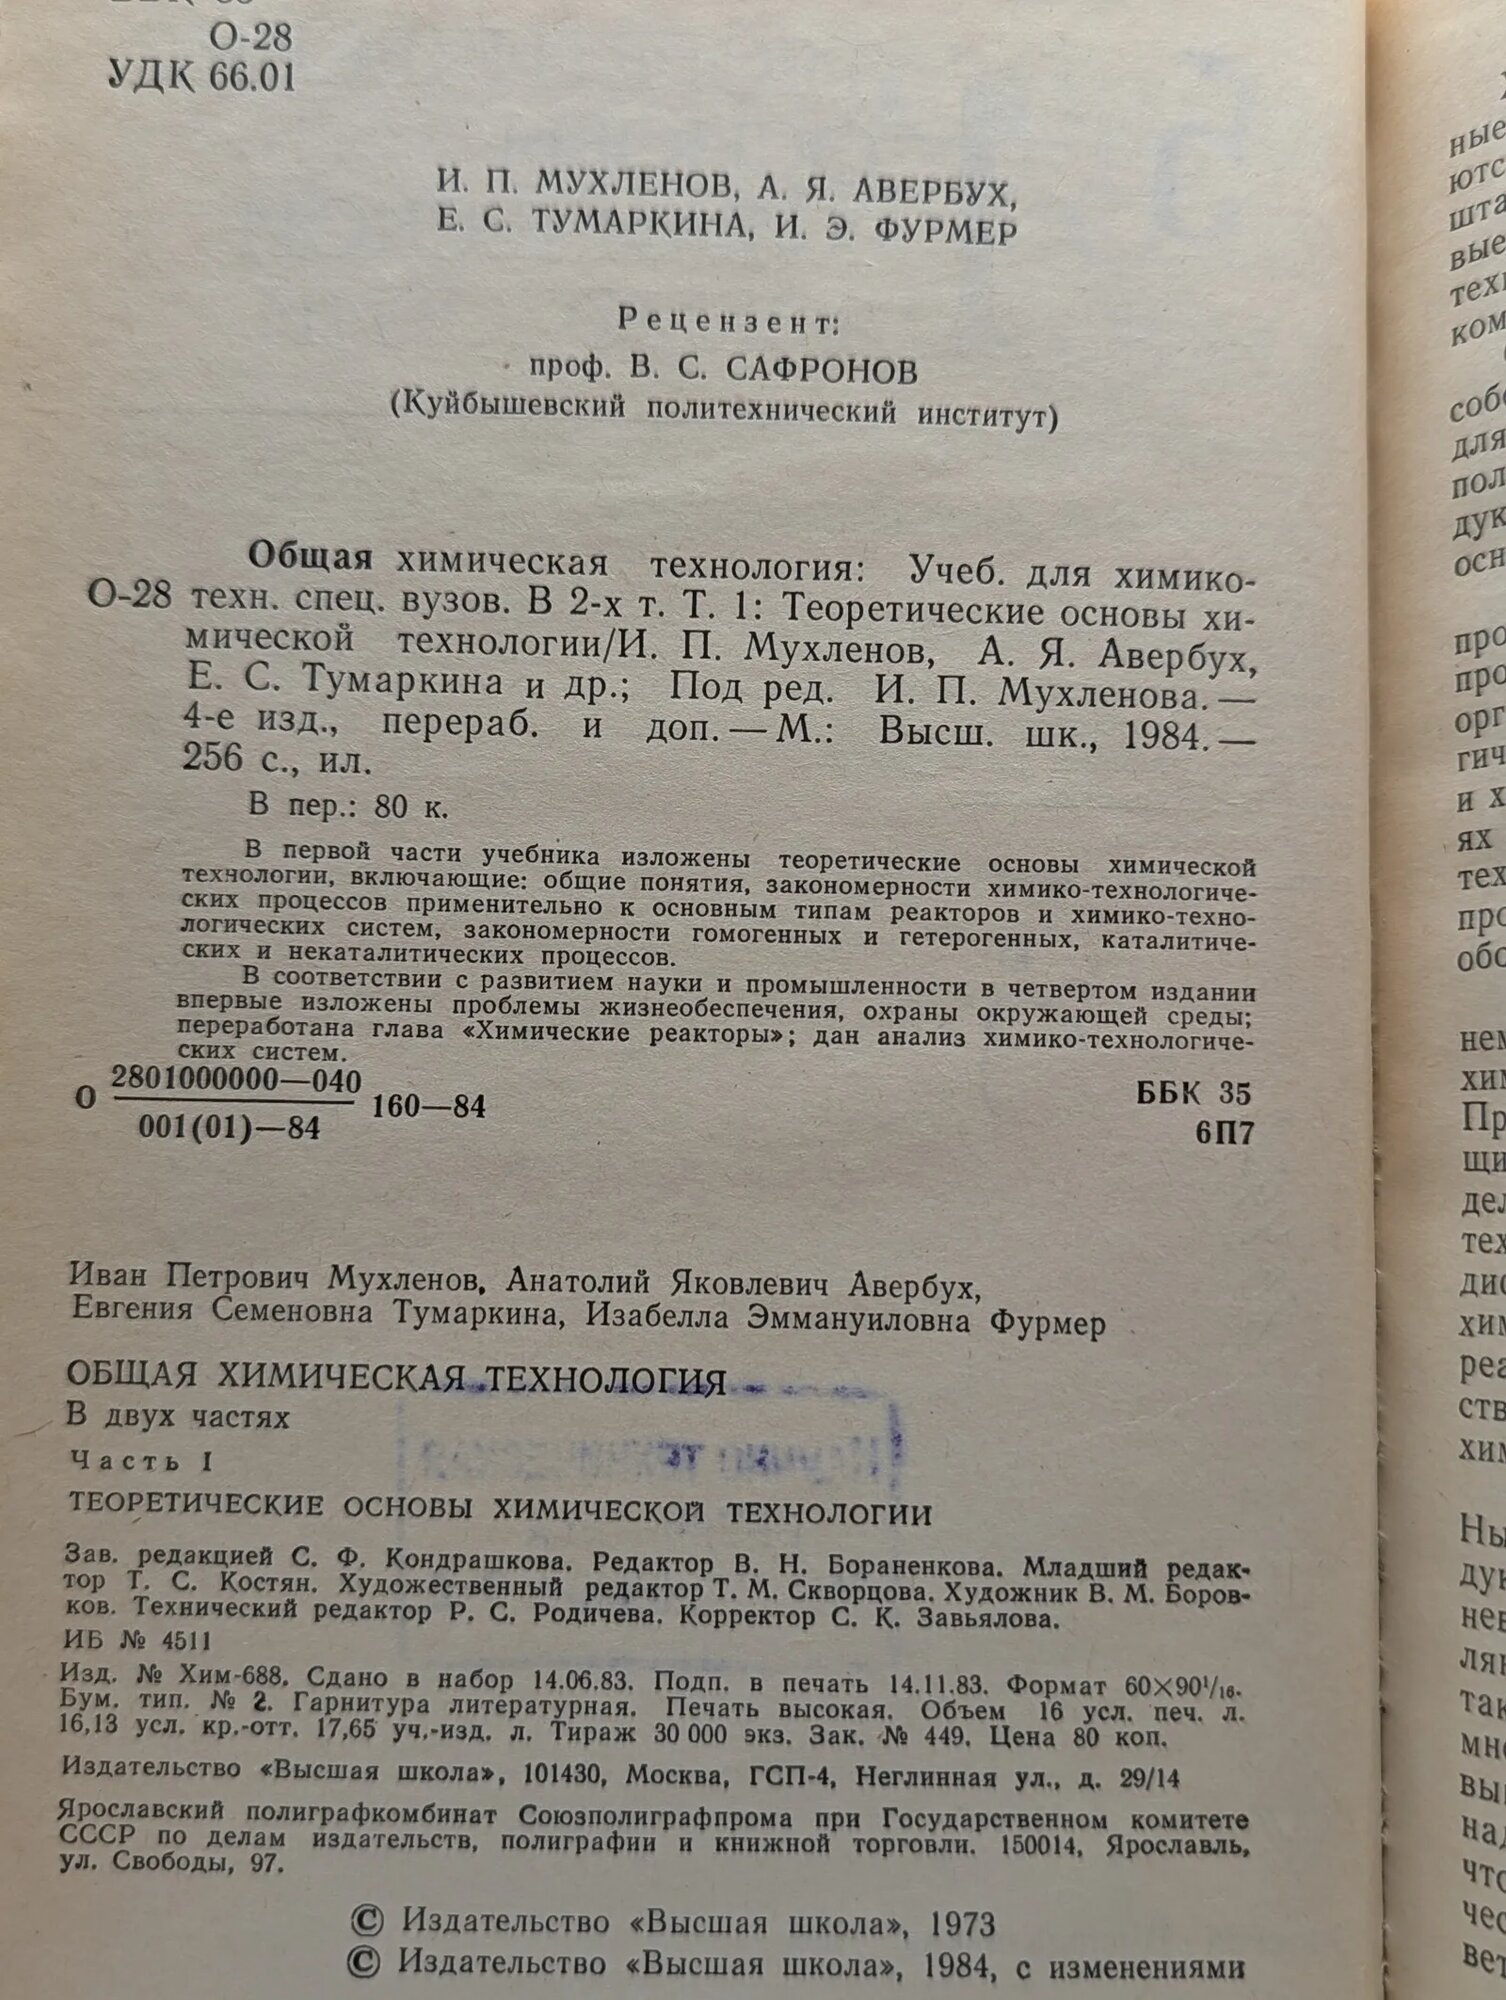 О-28
УДК 66.01
И. П. МУХЛЕНОВ, А. Я. АВЕРБУХ,
Е. С. ТУМАРКИНА, И. Э. ФУРМЕР
Рецензент:
проф. В. С. САФРОНОВ
(Куйбышевский политехнический институт)
Общая химическая технология: Учеб. для химико-
О-28 техн. спец. вузов. В 2-х т. Т. 1: Теоретические основы хи-
мической технологии/И. П. Мухленов, А. Я. Авербух,
Е. С. Тумаркина и др.; Под ред. И. П. Мухленова. —
4-е изд., перераб. и доп. — М.: Высш. шк., 1984. —
256 с., ил.
В пер.: 80 к.
В первой части учебника изложены теоретические основы химической
технологии, включающие: общие понятия, закономерности химико-технологиче-
ских процессов применительно к основным типам реакторов и химико-техно-
логических систем, закономерности гомогенных и гетерогенных, каталитиче-
ских и некаталитических процессов.
В соответствии с развитием науки и промышленности в четвертом издании
впервые изложены проблемы жизнеобеспечения, охраны окружающей среды;
переработана глава «Химические реакторы»; дан анализ химико-технологиче-
ских систем.
О 2801000000—040
001(01)—84
160—84
ББК 35
6П7
Иван Петрович Мухленов, Анатолий Яковлевич Авербух,
Евгения Семеновна Тумаркина, Изабелла Эммануиловна Фурмер
ОБЩАЯ ХИМИЧЕСКАЯ ТЕХНОЛОГИЯ
В двух частях
Часть I
ТЕОРЕТИЧЕСКИЕ ОСНОВЫ ХИМИЧЕСКОЙ ТЕХНОЛОГИИ
Зав. редакцией С. Ф. Кондрашкова. Редактор В. Н. Бораненкова. Младший редак-
тор Т. С. Костян. Художественный редактор Т. М. Скворцова. Художник В. М. Боров-
ков. Технический редактор Р. С. Родичева. Корректор С. К. Завьялова.
ИБ № 4511
Изд. № Хим-688. Сдано в набор 14.06.83. Подп. в печать 14.11.83. Формат 60×90¹/₁₆.
Бум. тип. № 2. Гарнитура литературная. Печать высокая. Объем 16 усл. печ. л.
16,13 усл. кр.-отт. 17,65 уч.-изд. л. Тираж 30 000 экз. Зак. № 449. Цена 80 коп.
Издательство «Высшая школа», 101430, Москва, ГСП-4, Неглинная ул., д. 29/14
Ярославский полиграфкомбинат Союзполиграфпрома при Государственном комитете
СССР по делам издательств, полиграфии и книжной торговли. 150014, Ярославль,
ул. Свободы, 97.
© Издательство «Высшая школа», 1973
© Издательство «Высшая школа», 1984, с изменениями